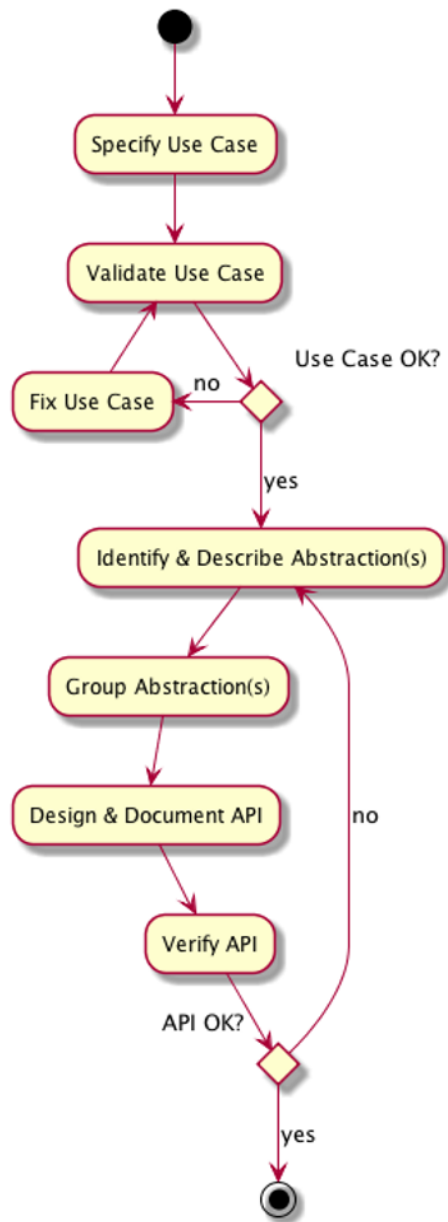 Specify Use Case
Validate Use Case
Use Case OK?
no
Fix Use Case
yes
Identify & Describe Abstraction(s)
Group Abstraction(s)
Design & Document API
no
Verify API
API OK?
yes